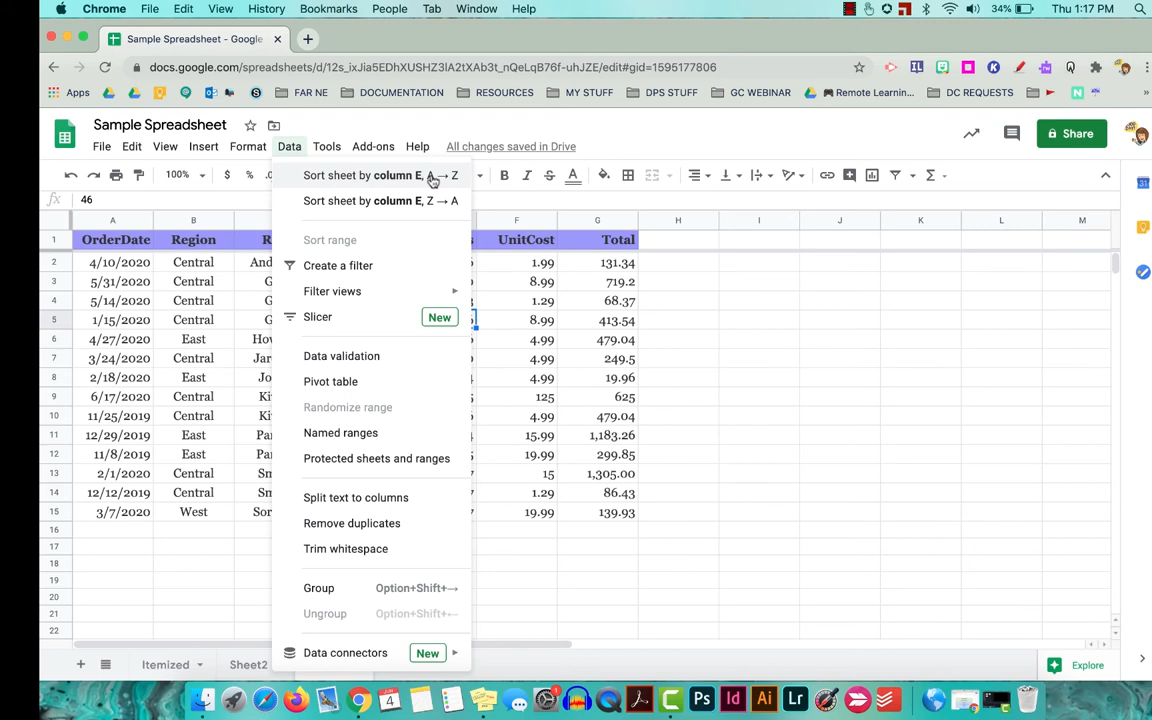 Chrome File Edit View History Bookmarks People Tab Window Help 34% Thu 1:17 PM
Sample Spreadsheet - Google
docs.google.com/spreadsheets/d/12s_ixJia5EDhXUSHZ3lA2tXAb3t_nQeLqB76f-uhJZE/edit#gid=1595177806
Apps FAR NE DOCUMENTATION RESOURCES MY STUFF DPS STUFF GC WEBINAR Remote Learnin... DC REQUESTS
Sample Spreadsheet
Share
File Edit View Insert Format Data Tools Add-ons Help All changes saved in Drive
100% $ % .0
Sort sheet by column E, A → Z
fx 46
Sort sheet by column E, Z → A
A B F G H I J K L M
1 OrderDate Region R s UnitCost Total
Sort range
2 4/10/2020 Central And 1.99 131.34
Create a filter
3 5/31/2020 Central G 8.99 719.2
Filter views
4 5/14/2020 Central G 1.29 68.37
Slicer New
5 1/15/2020 Central G 8.99 413.54
6 4/27/2020 East How 4.99 479.04
Data validation
7 3/24/2020 Central Jar 4.99 249.5
Pivot table
8 2/18/2020 East Jo 4.99 19.96
9 6/17/2020 Central Ki 125 625
Randomize range
10 11/25/2019 Central Ki 4.99 479.04
Named ranges
11 12/29/2019 East Par 15.99 1,183.26
12 11/8/2019 East Par 19.99 299.85
Protected sheets and ranges
13 2/1/2020 Central Sm 15 1,305.00
14 12/12/2019 Central Sm 7 1.29 86.43
Split text to columns
15 3/7/2020 West Sor 7 19.99 139.93
Remove duplicates
16
17
Trim whitespace
18
19
Group Option+Shift+→
20
21
Ungroup Option+Shift+←
22
Data connectors New
Itemized Sheet2 Explore